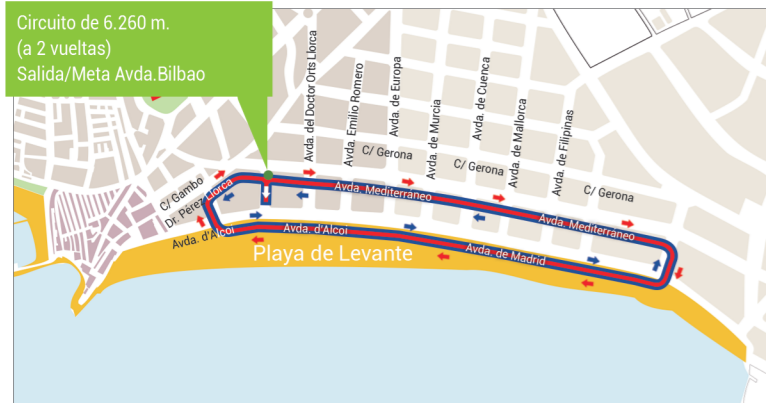 Circuito de 6.260 m.
(a 2 vueltas)
Salida/Meta Avda.Bilbao
Avda. del Doctor Orts Llorca
Avda. Emilio Romero
Avda. de Europa
Avda. de Murcia
Avda. de Cuenca
Avda. de Mallorca
Avda. de Filipinas
C/ Gerona
C/ Gerona
C/ Gerona
C/ Gambo
Dr. Pérez Llorca
Avda. Mediterráneo
Avda. Mediterráneo
Avda. d'Alcoi
Avda. d'Alcoi
Avda. de Madrid
Playa de Levante